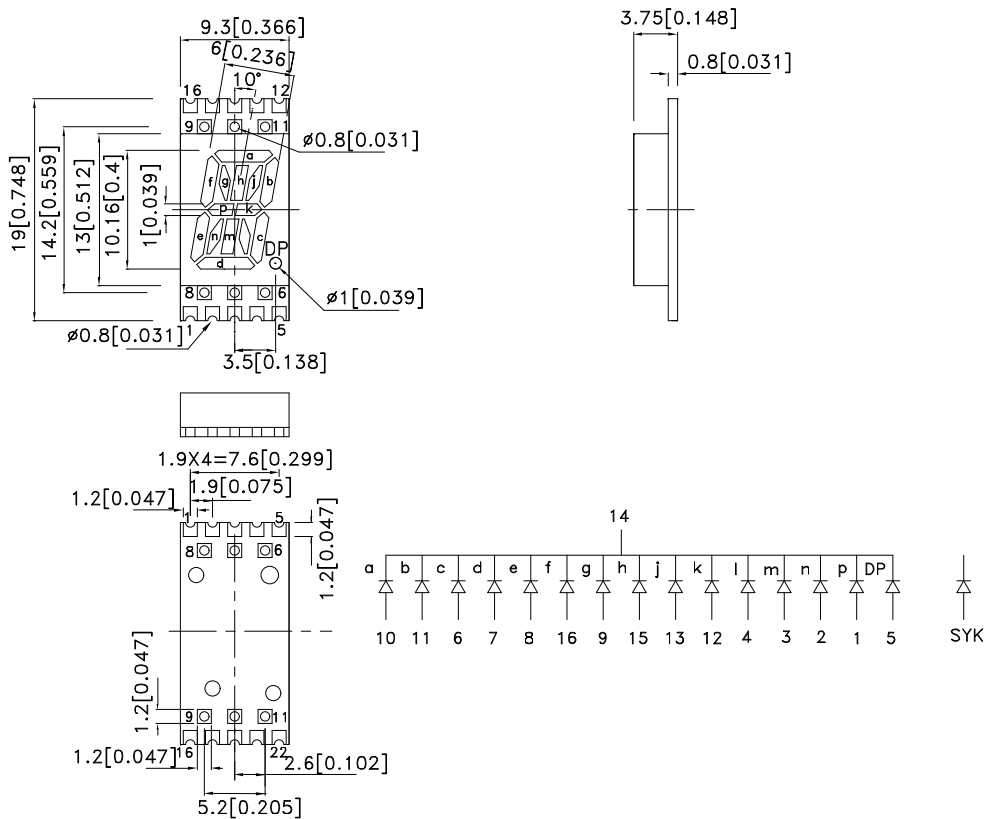 9.3[0.366]
6[0.236]
10°
16 12
9 11
ø0.8[0.031]
a
f g h j b
p k
e n m c
d
DP
8 6
1 5
ø1[0.039]
ø0.8[0.031]
3.5[0.138]
19[0.748]
14.2[0.559]
13[0.512]
10.16[0.4]
1[0.039]
3.75[0.148]
0.8[0.031]
1.9X4=7.6[0.299]
1.9[0.075]
1.2[0.047]
1 5
8 6
1.2[0.047]
1.2[0.047]
9 11
16 22
1.2[0.047]
2.6[0.102]
5.2[0.205]
14
a b c d e f g h j k l m n p DP
10 11 6 7 8 16 9 15 13 12 4 3 2 1 5
SYK